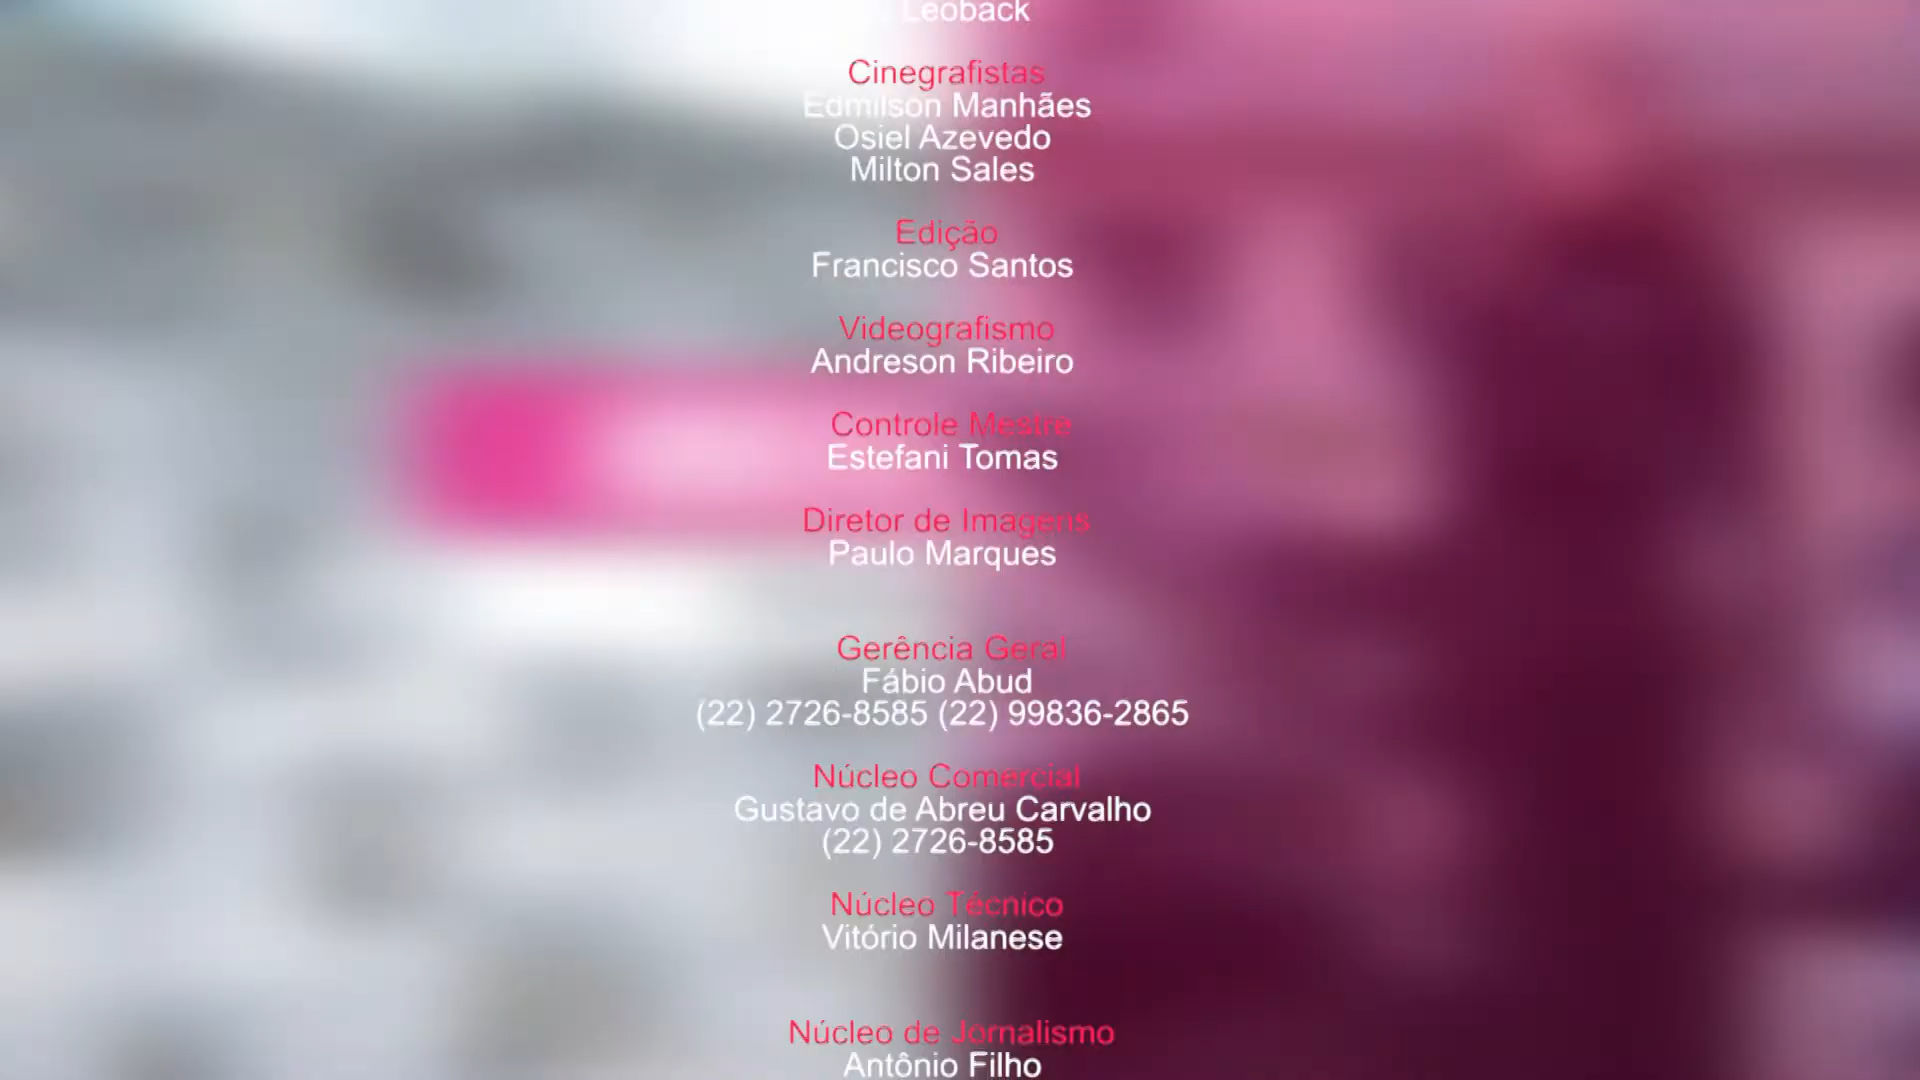 Leoback
Cinegrafistas
Edmilson Manhães
Osiel Azevedo
Milton Sales
Edição
Francisco Santos
Videografismo
Andreson Ribeiro
Controle Mestre
Estefani Tomas
Diretor de Imagens
Paulo Marques
Gerência Geral
Fábio Abud
(22) 2726-8585 (22) 99836-2865
Núcleo Comercial
Gustavo de Abreu Carvalho
(22) 2726-8585
Núcleo Técnico
Vitório Milanese
Núcleo de Jornalismo
Antônio Filho